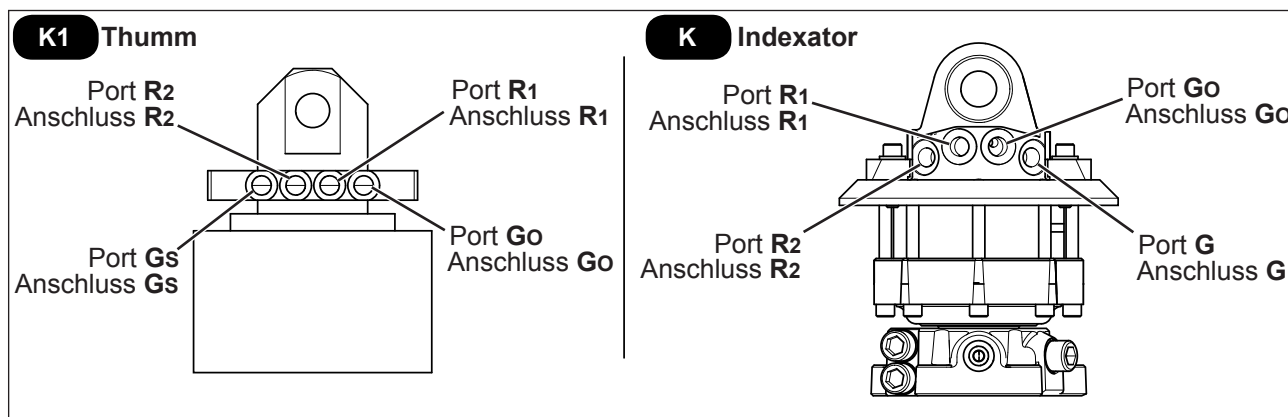 K1 Thumm
Port R2
Anschluss R2
Port R1
Anschluss R1
Port Gs
Anschluss Gs
Port Go
Anschluss Go
K Indexator
Port R1
Anschluss R1
Port Go
Anschluss Go
Port R2
Anschluss R2
Port G
Anschluss G